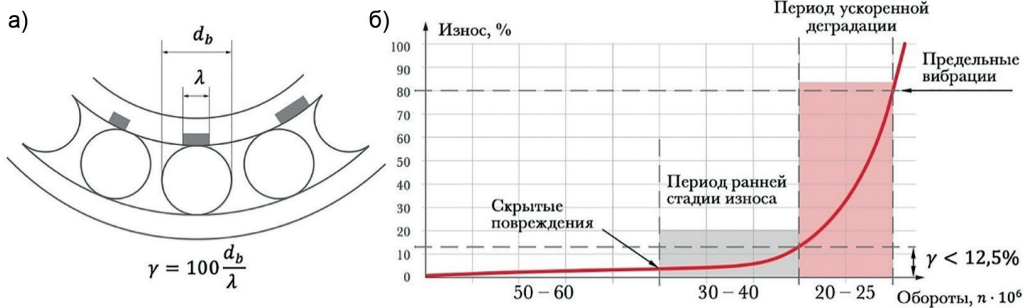 а)
d_b
λ
γ = 100 d_b/λ
б)
Износ, %
100
90
80
70
60
50
40
30
20
10
0
Период ускоренной
деградации
Предельные
вибрации
Период ранней
стадии износа
Скрытые
повреждения
γ < 12,5%
50 – 60
30 – 40
20 – 25
Обороты, n · 10⁶